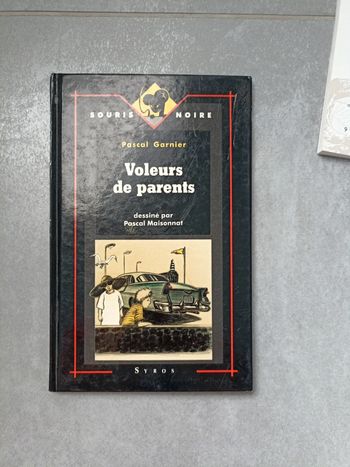 SOURIS NOIRE
Pascal Garnier
Voleurs
de parents
dessiné par
Pascal Maisonnat
SYROS